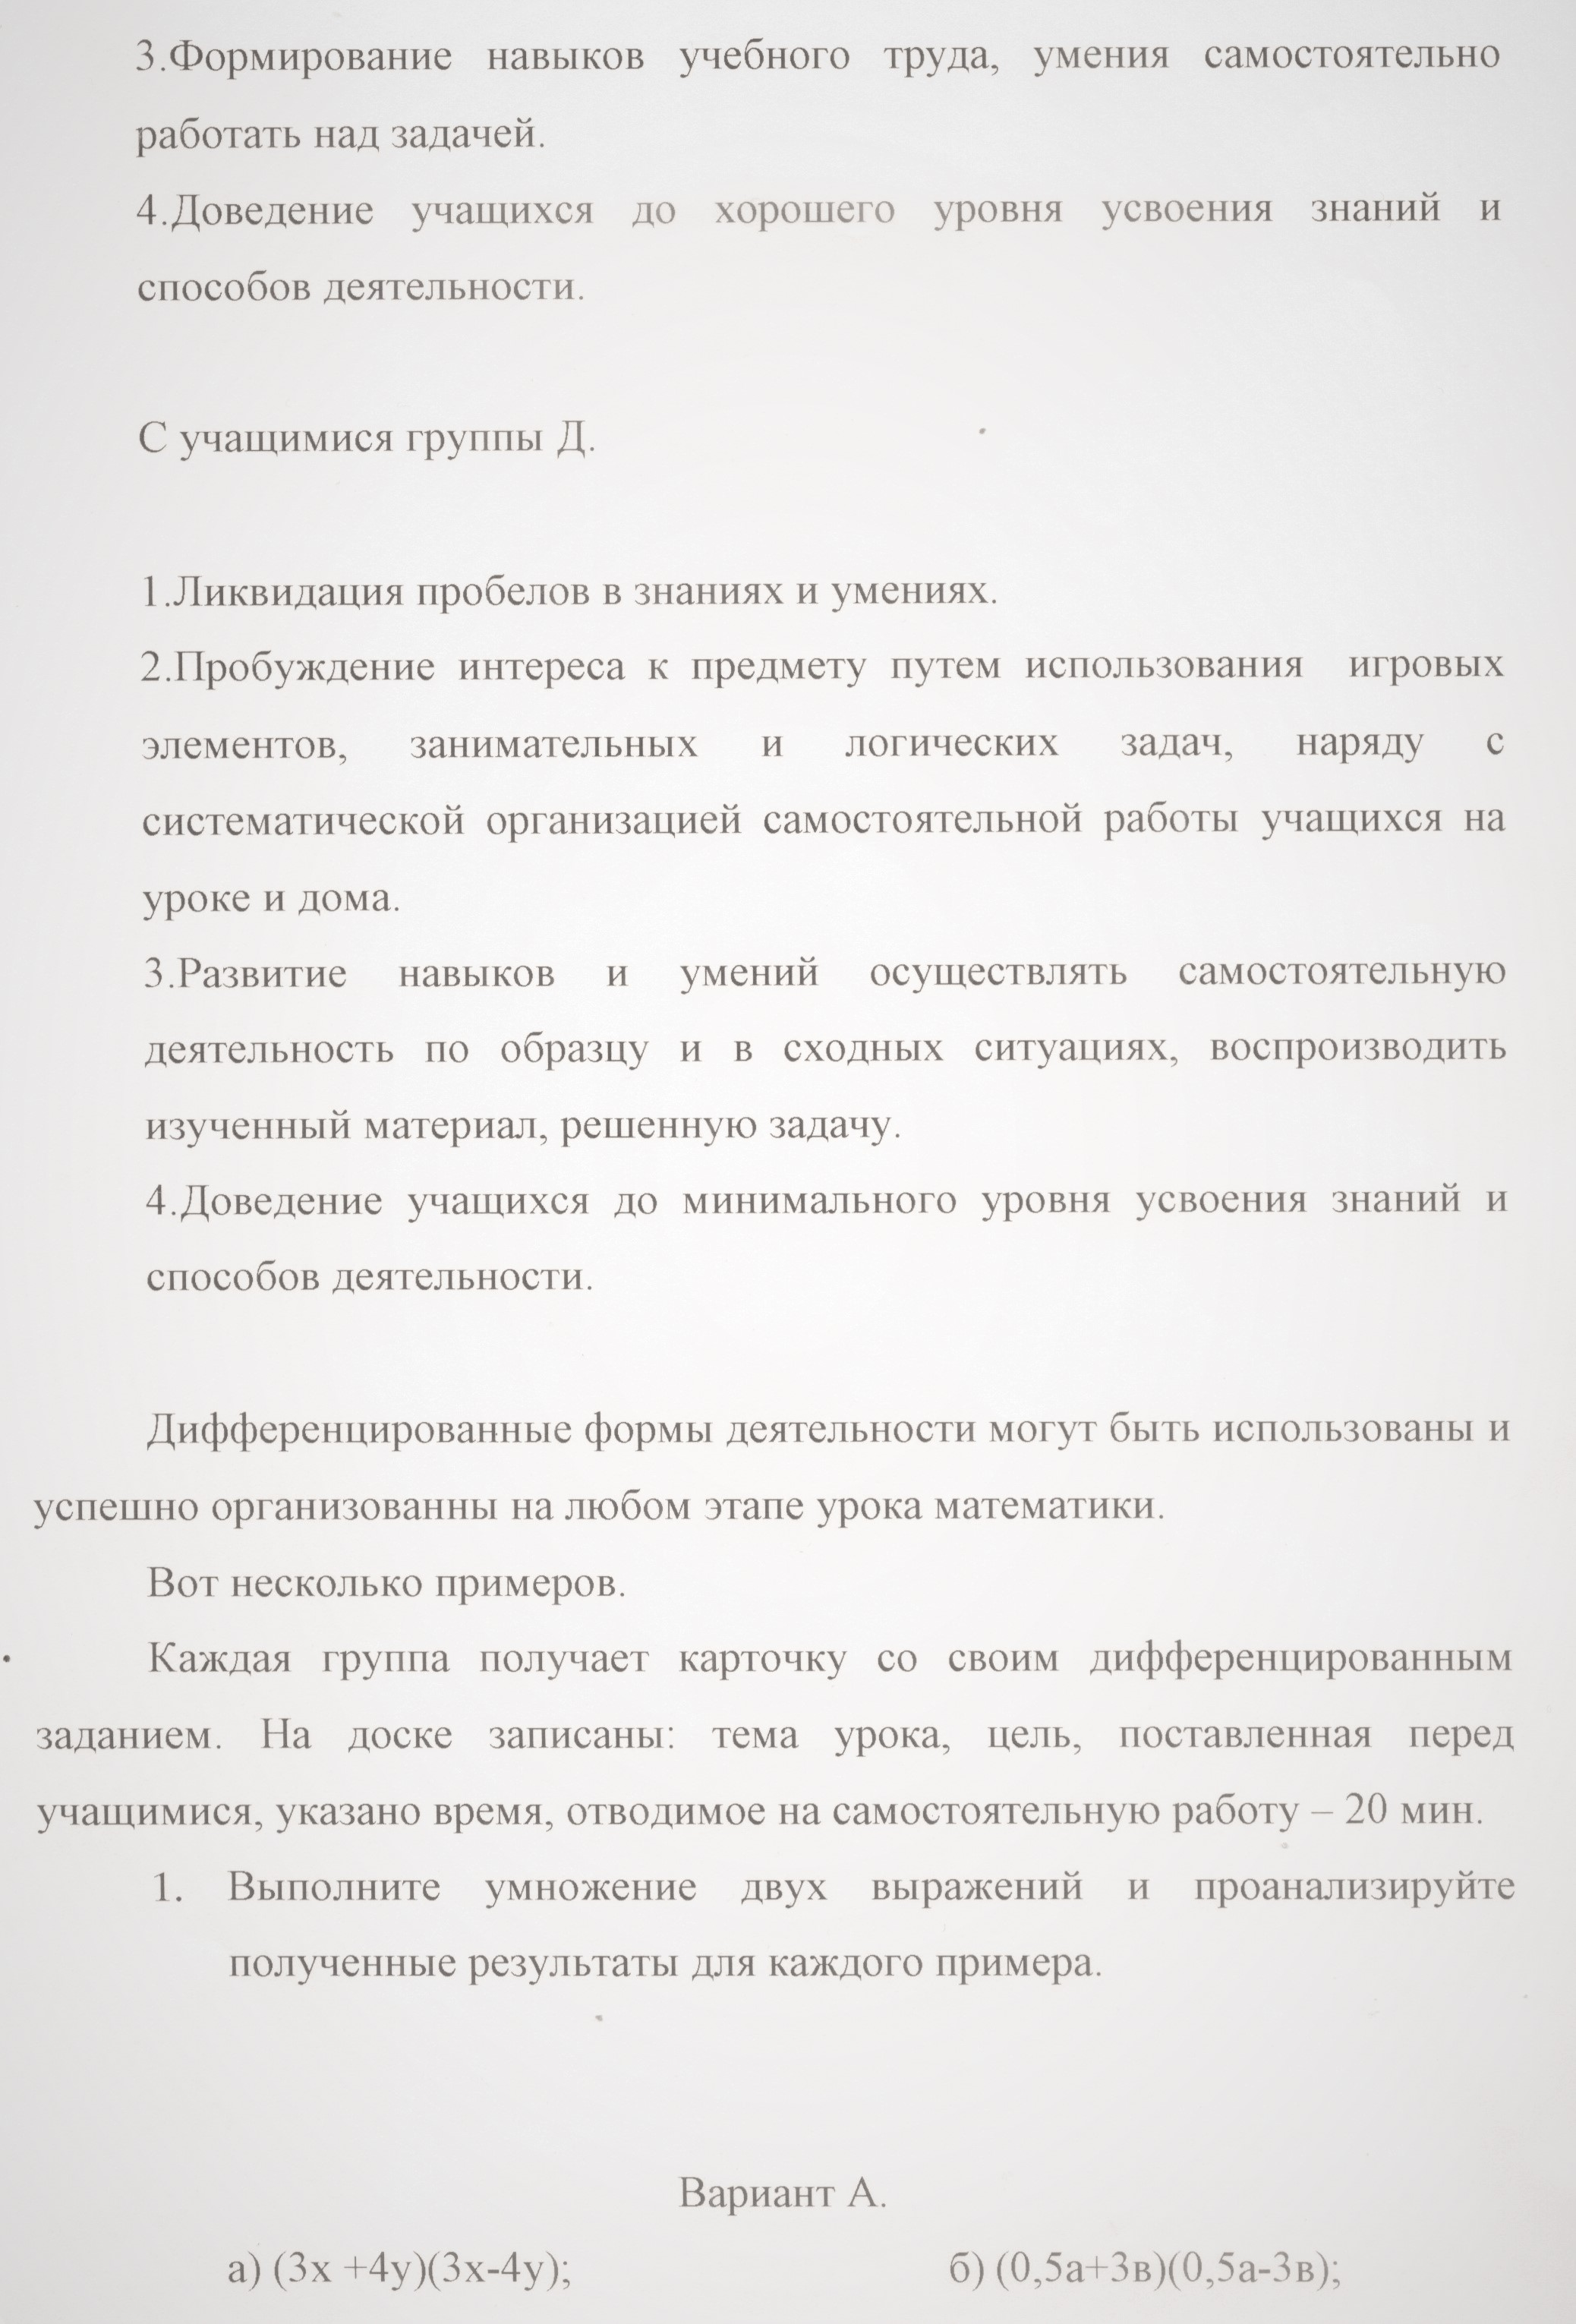 3.Формирование навыков учебного труда, умения самостоятельно
работать над задачей.
4.Доведение учащихся до хорошего уровня усвоения знаний и
способов деятельности.
С учащимися группы Д.
1.Ликвидация пробелов в знаниях и умениях.
2.Пробуждение интереса к предмету путем использования игровых
элементов, занимательных и логических задач, наряду с
систематической организацией самостоятельной работы учащихся на
уроке и дома.
3.Развитие навыков и умений осуществлять самостоятельную
деятельность по образцу и в сходных ситуациях, воспроизводить
изученный материал, решенную задачу.
4.Доведение учащихся до минимального уровня усвоения знаний и
способов деятельности.
Дифференцированные формы деятельности могут быть использованы и
успешно организованны на любом этапе урока математики.
Вот несколько примеров.
Каждая группа получает карточку со своим дифференцированным
заданием. На доске записаны: тема урока, цель, поставленная перед
учащимися, указано время, отводимое на самостоятельную работу – 20 мин.
1. Выполните умножение двух выражений и проанализируйте
полученные результаты для каждого примера.
Вариант А.
а) (3х +4у)(3х-4у); б) (0,5а+3в)(0,5а-3в);